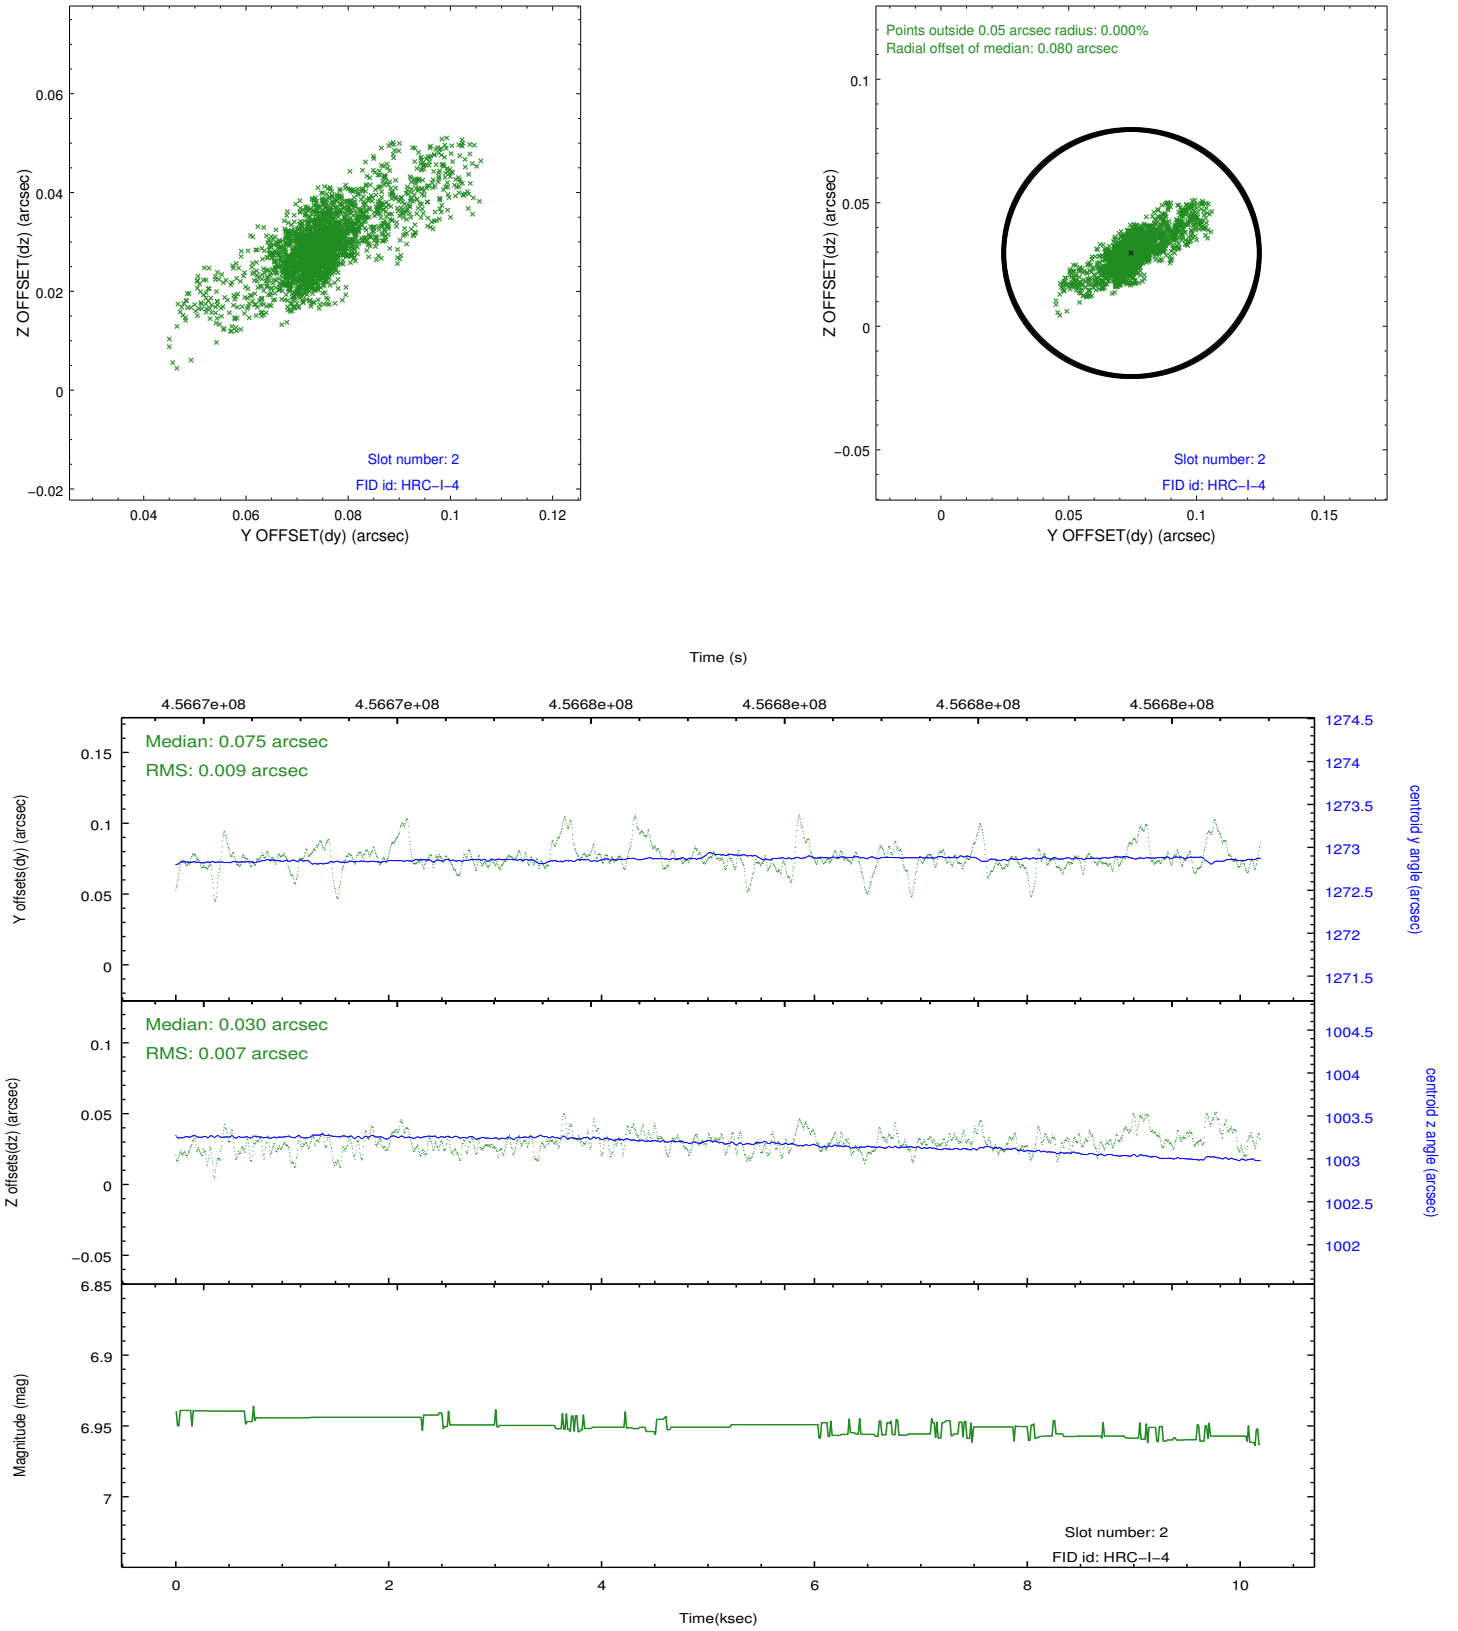 0.06
0.04
0.02
0
−0.02
Z OFFSET(dz) (arcsec)
Slot number: 2
FID id: HRC−I−4
0.04
0.06
0.08
0.1
0.12
Y OFFSET(dy) (arcsec)
Points outside 0.05 arcsec radius: 0.000%
Radial offset of median: 0.080 arcsec
0.1
0.05
0
−0.05
Z OFFSET(dz) (arcsec)
Slot number: 2
FID id: HRC−I−4
0
0.05
0.1
0.15
Y OFFSET(dy) (arcsec)
Time (s)
4.5667e+08
4.5667e+08
4.5668e+08
4.5668e+08
4.5668e+08
4.5668e+08
Median: 0.075 arcsec
RMS: 0.009 arcsec
0.15
0.1
0.05
0
Y offsets(dy) (arcsec)
1274.5
1274
1273.5
1273
1272.5
1272
1271.5
centroid y angle (arcsec)
Median: 0.030 arcsec
RMS: 0.007 arcsec
0.1
0.05
0
−0.05
Z offsets(dz) (arcsec)
1004.5
1004
1003.5
1003
1002.5
1002
centroid z angle (arcsec)
6.85
6.9
6.95
7
Magnitude (mag)
Slot number: 2
FID id: HRC−I−4
0
2
4
6
8
10
Time(ksec)